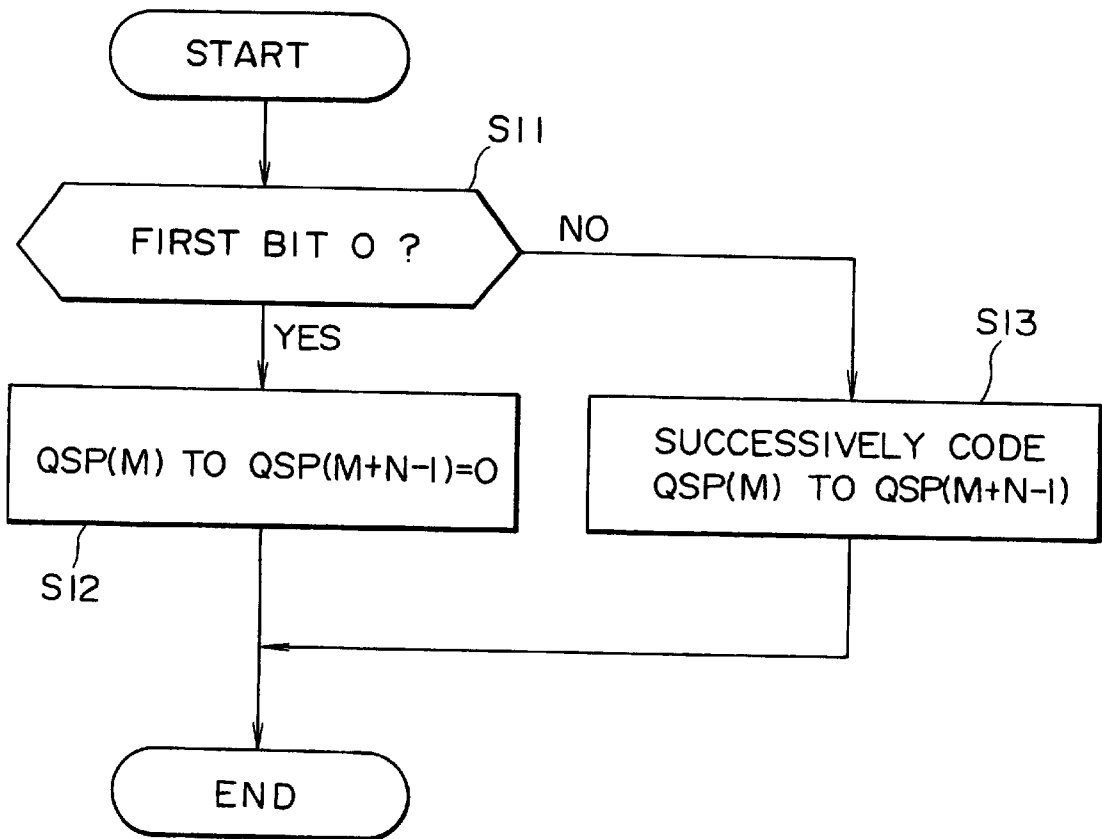 START
S11
FIRST BIT 0 ?
NO
YES
S13
QSP(M) TO QSP(M+N-1)=0
SUCCESSIVELY CODE
QSP(M) TO QSP(M+N-1)
S12
END